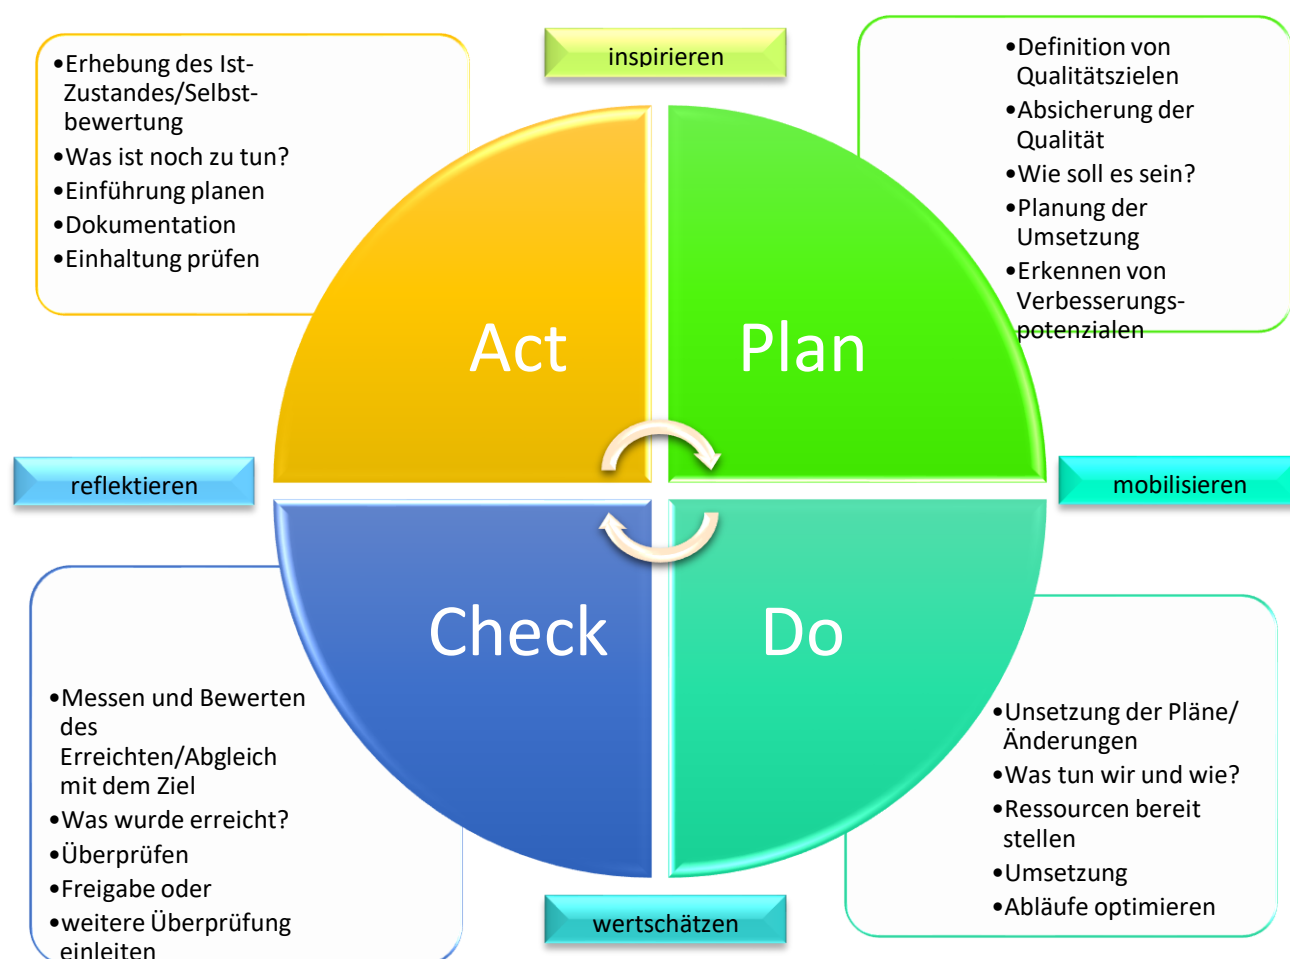 inspirieren
•Erhebung des Ist-
Zustandes/Selbst-
bewertung
•Was ist noch zu tun?
•Einführung planen
•Dokumentation
•Einhaltung prüfen
•Definition von
Qualitätszielen
•Absicherung der
Qualität
•Wie soll es sein?
•Planung der
Umsetzung
•Erkennen von
Verbesserungs-
potenzialen
Act
Plan
reflektieren
mobilisieren
Check
Do
•Messen und Bewerten
des
Erreichten/Abgleich
mit dem Ziel
•Was wurde erreicht?
•Überprüfen
•Freigabe oder
•weitere Überprüfung
einleiten
•Unsetzung der Pläne/
Änderungen
•Was tun wir und wie?
•Ressourcen bereit
stellen
•Umsetzung
•Abläufe optimieren
wertschätzen